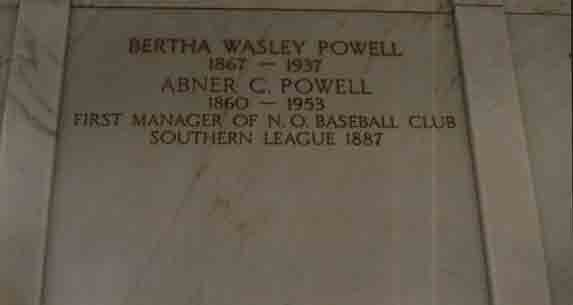 BERTHA WASLEY POWELL
1867 — 1937
ABNER C. POWELL
1860 — 1953
FIRST MANAGER OF N.O. BASEBALL CLUB
SOUTHERN LEAGUE 1887